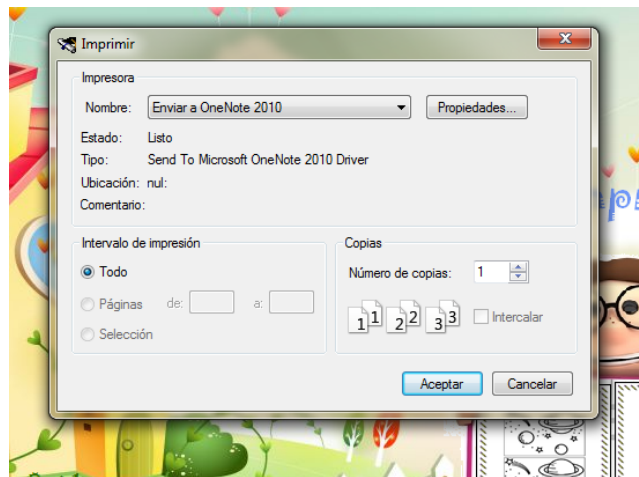 Imprimir
Impresora
Nombre: Enviar a OneNote 2010 Propiedades...
Estado: Listo
Tipo: Send To Microsoft OneNote 2010 Driver
Ubicación: nul:
Comentario:
Intervalo de impresión
Todo
Páginas de: a:
Selección
Copias
Número de copias: 1
1 1 2 2 3 3 Intercalar
Aceptar Cancelar